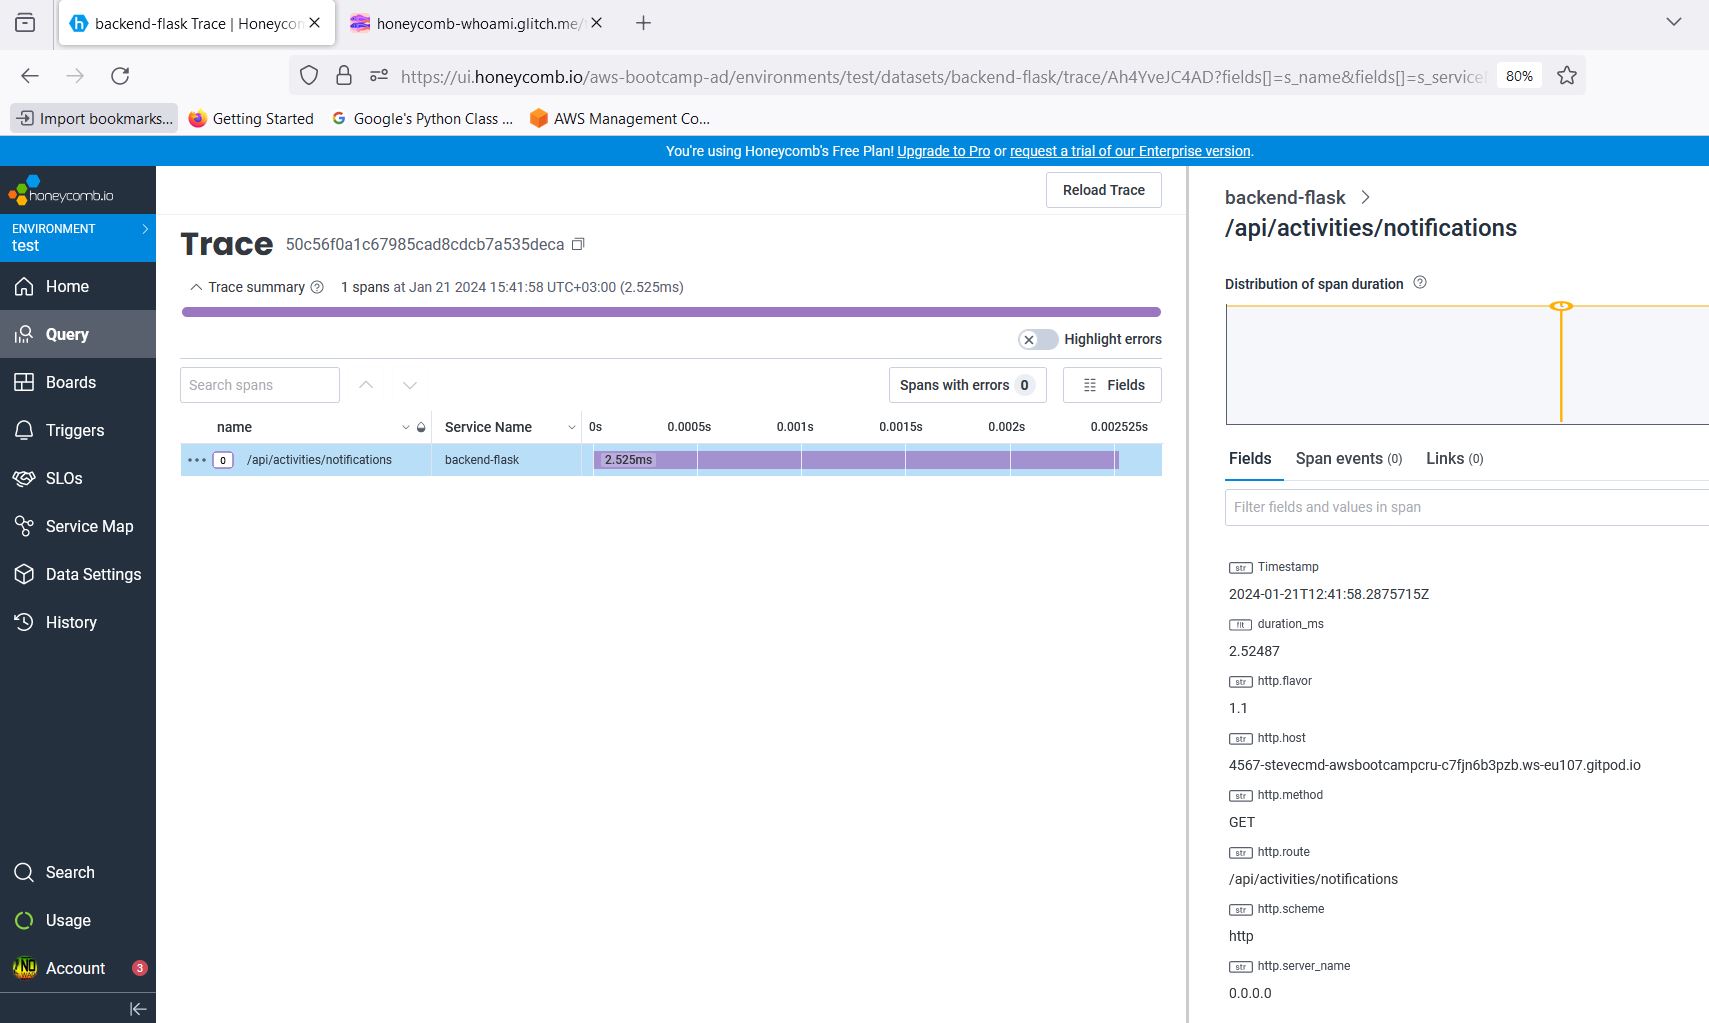 backend-flask Trace | Honeycon
honeycomb-whoami.glitch.me/
https://ui.honeycomb.io/aws-bootcamp-ad/environments/test/datasets/backend-flask/trace/Ah4YveJC4AD?fields[]=s_name&fields[]=s_service
80%
Import bookmarks...
Getting Started
Google's Python Class ...
AWS Management Co...
You're using Honeycomb's Free Plan! Upgrade to Pro or request a trial of our Enterprise version.
honeycomb.io
ENVIRONMENT
test
Home
Query
Boards
Triggers
SLOs
Service Map
Data Settings
History
Search
Usage
Account
3
Reload Trace
Trace 50c56f0a1c67985cad8cdcb7a535deca
Trace summary 1 spans at Jan 21 2024 15:41:58 UTC+03:00 (2.525ms)
Highlight errors
Search spans
Spans with errors 0
Fields
name Service Name 0s 0.0005s 0.001s 0.0015s 0.002s 0.002525s
0 /api/activities/notifications backend-flask 2.525ms
backend-flask
/api/activities/notifications
Distribution of span duration
Fields Span events (0) Links (0)
Filter fields and values in span
str Timestamp
2024-01-21T12:41:58.2875715Z
flt duration_ms
2.52487
str http.flavor
1.1
str http.host
4567-stevecmd-awsbootcampcru-c7fjn6b3pzb.ws-eu107.gitpod.io
str http.method
GET
str http.route
/api/activities/notifications
str http.scheme
http
str http.server_name
0.0.0.0